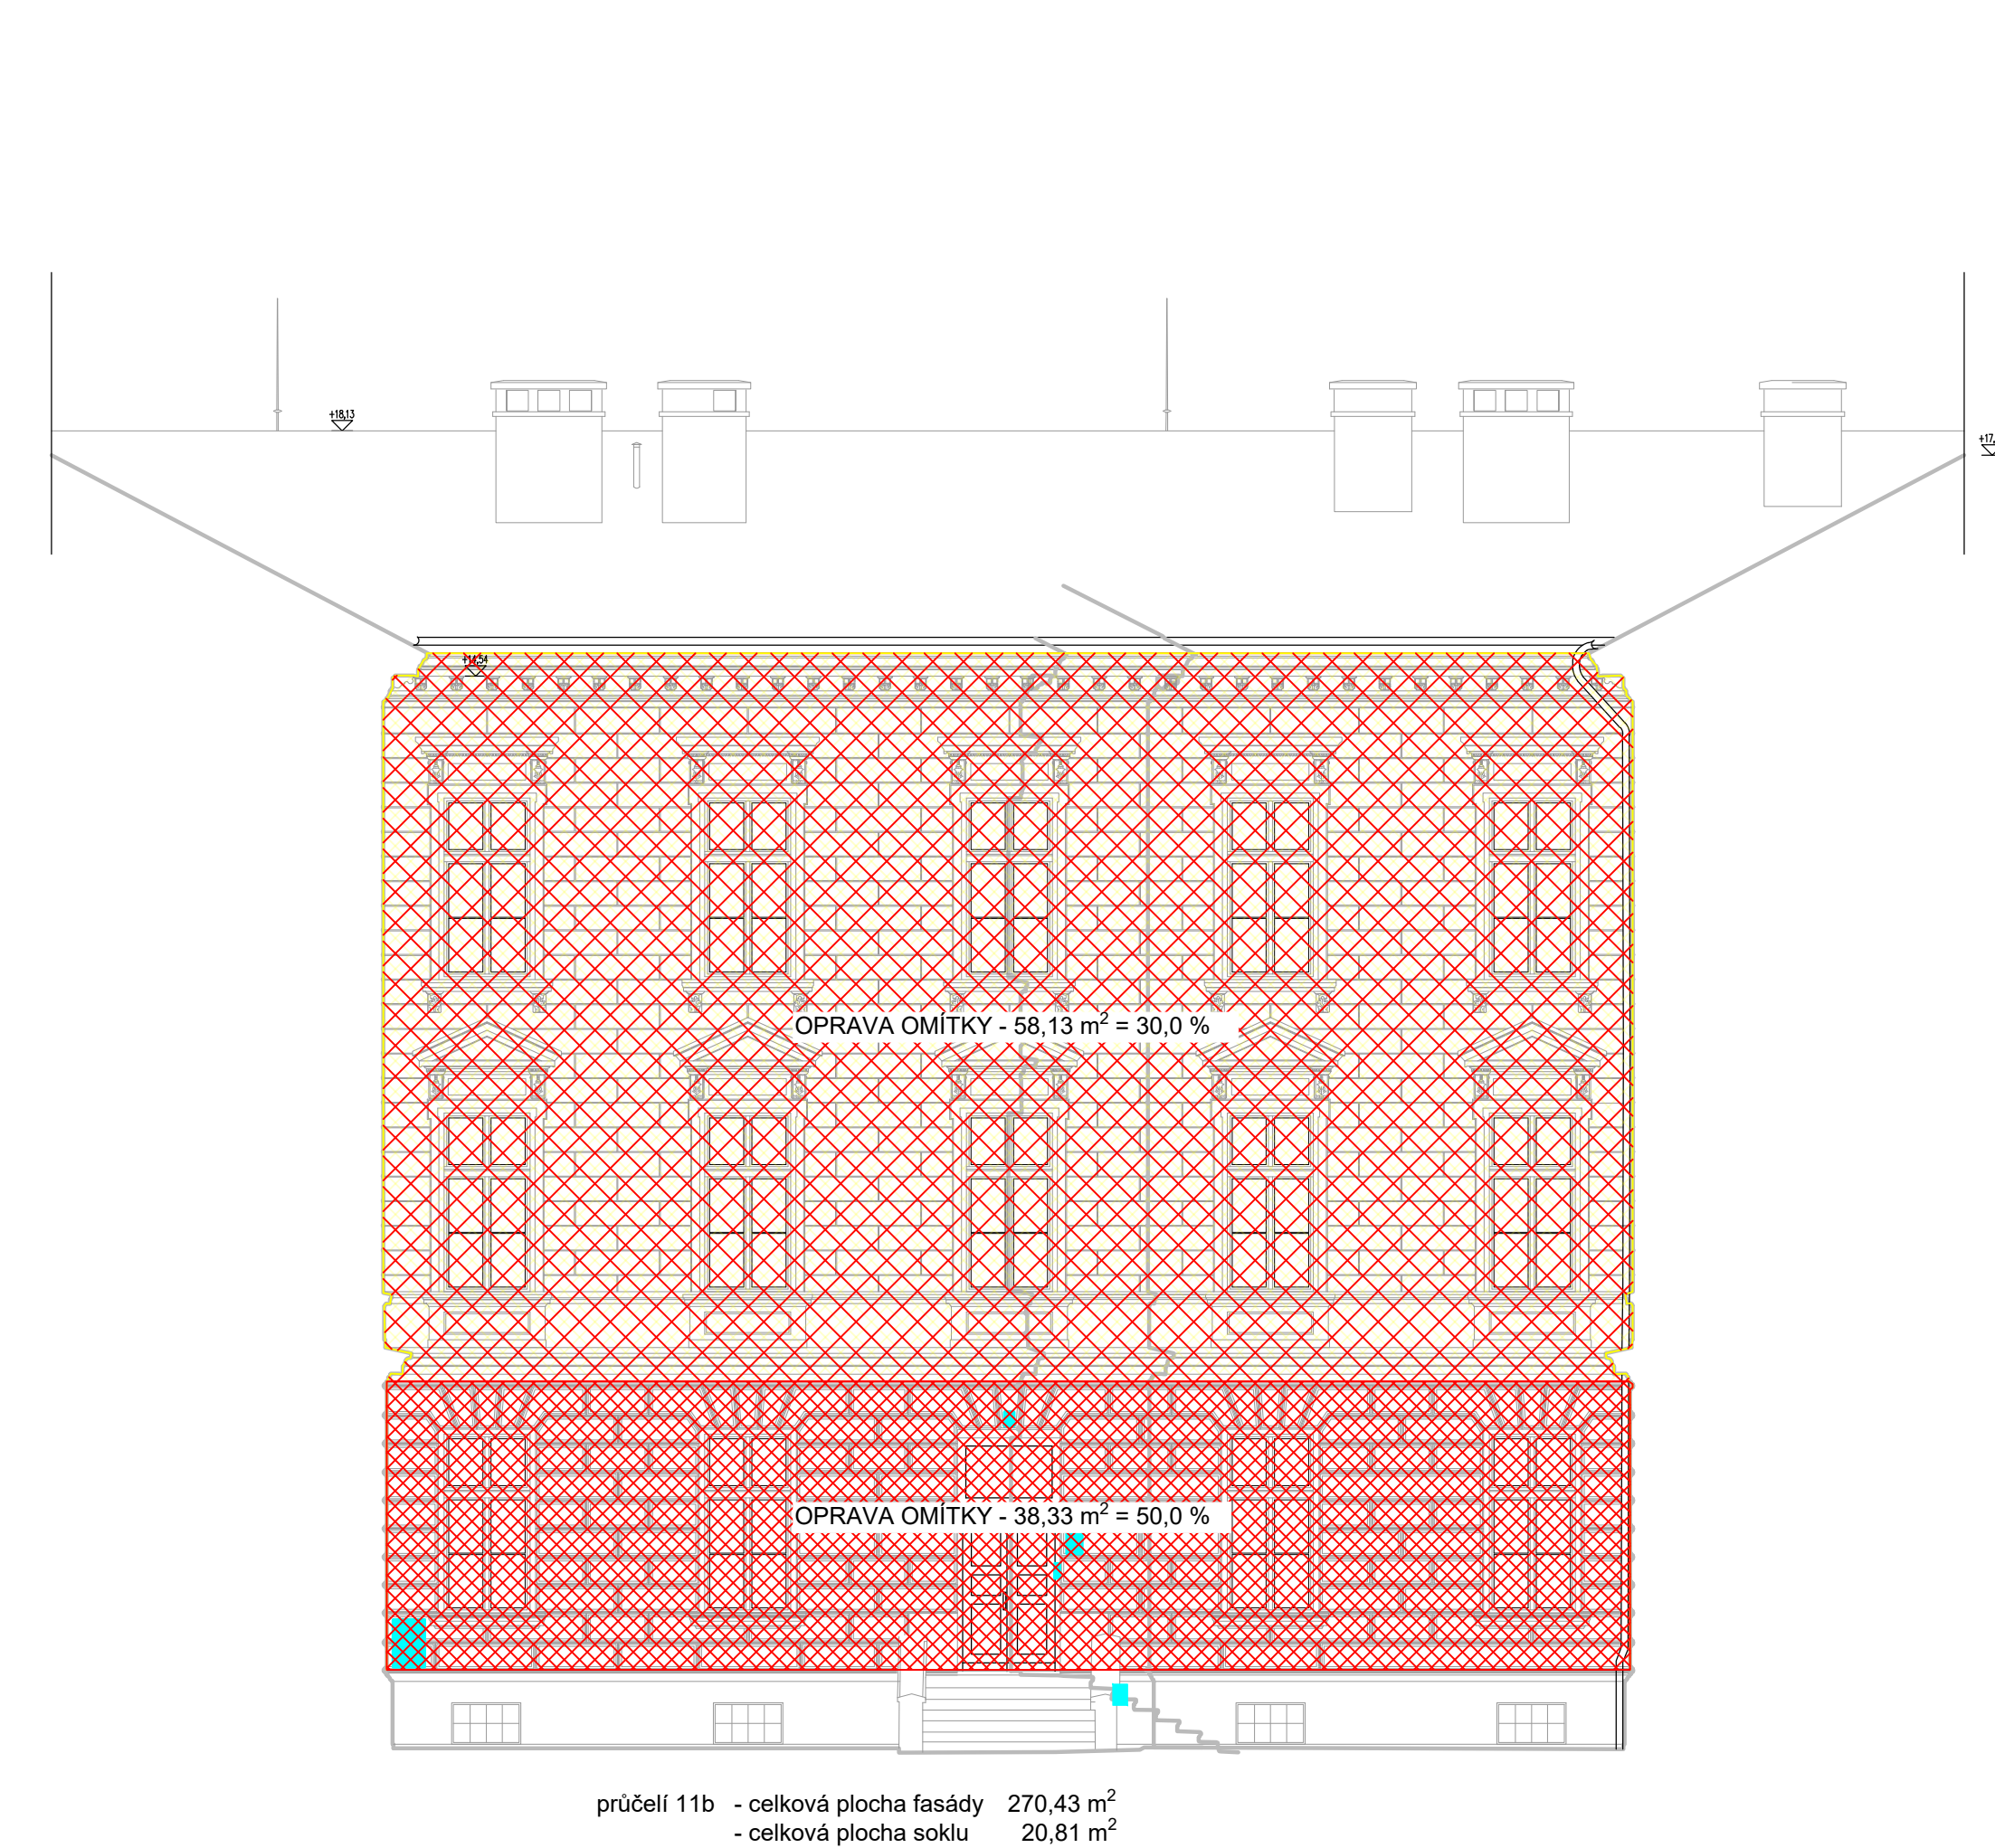 +18,13
+17,
+14,54
OPRAVA OMÍTKY - 58,13 m² = 30,0 %
OPRAVA OMÍTKY - 38,33 m² = 50,0 %
průčelí 11b - celková plocha fasády 270,43 m²
- celková plocha soklu 20,81 m²